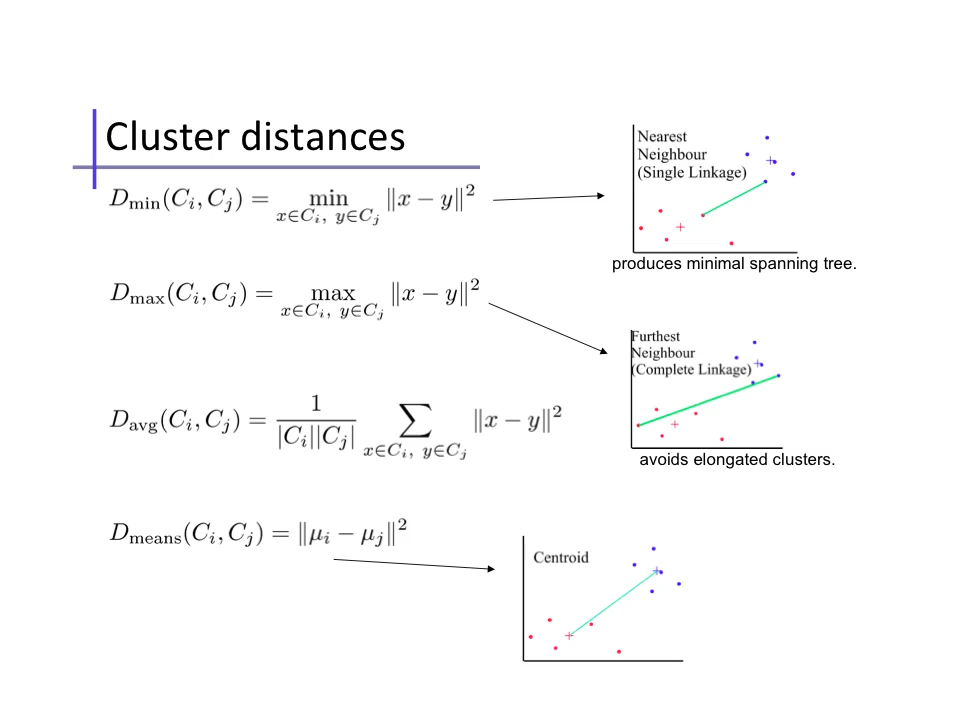 Cluster distances
D_min(C_i, C_j) = min_{x∈C_i, y∈C_j} ‖x − y‖²
Nearest
Neighbour
(Single Linkage)
produces minimal spanning tree.
D_max(C_i, C_j) = max_{x∈C_i, y∈C_j} ‖x − y‖²
Furthest
Neighbour
(Complete Linkage)
avoids elongated clusters.
D_avg(C_i, C_j) = 1/(|C_i||C_j|) ∑_{x∈C_i, y∈C_j} ‖x − y‖²
D_means(C_i, C_j) = ‖μ_i − μ_j‖²
Centroid